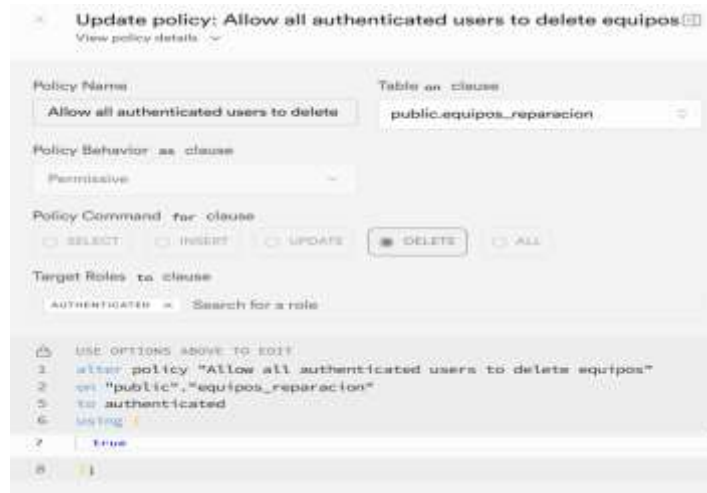 Update policy: Allow all authenticated users to delete equipos
View policy details
Policy Name
Table on clause
Allow all authenticated users to delete
public.equipos_reparacion
Policy Behavior as clause
Permissive
Policy Command for clause
SELECT INSERT UPDATE DELETE ALL
Target Roles to clause
AUTHENTICATED × Search for a role
USE OPTIONS ABOVE TO EDIT
1 alter policy "Allow all authenticated users to delete equipos"
2 on "public"."equipos_reparacion"
5 to authenticated
6 using (
7 true
8 )